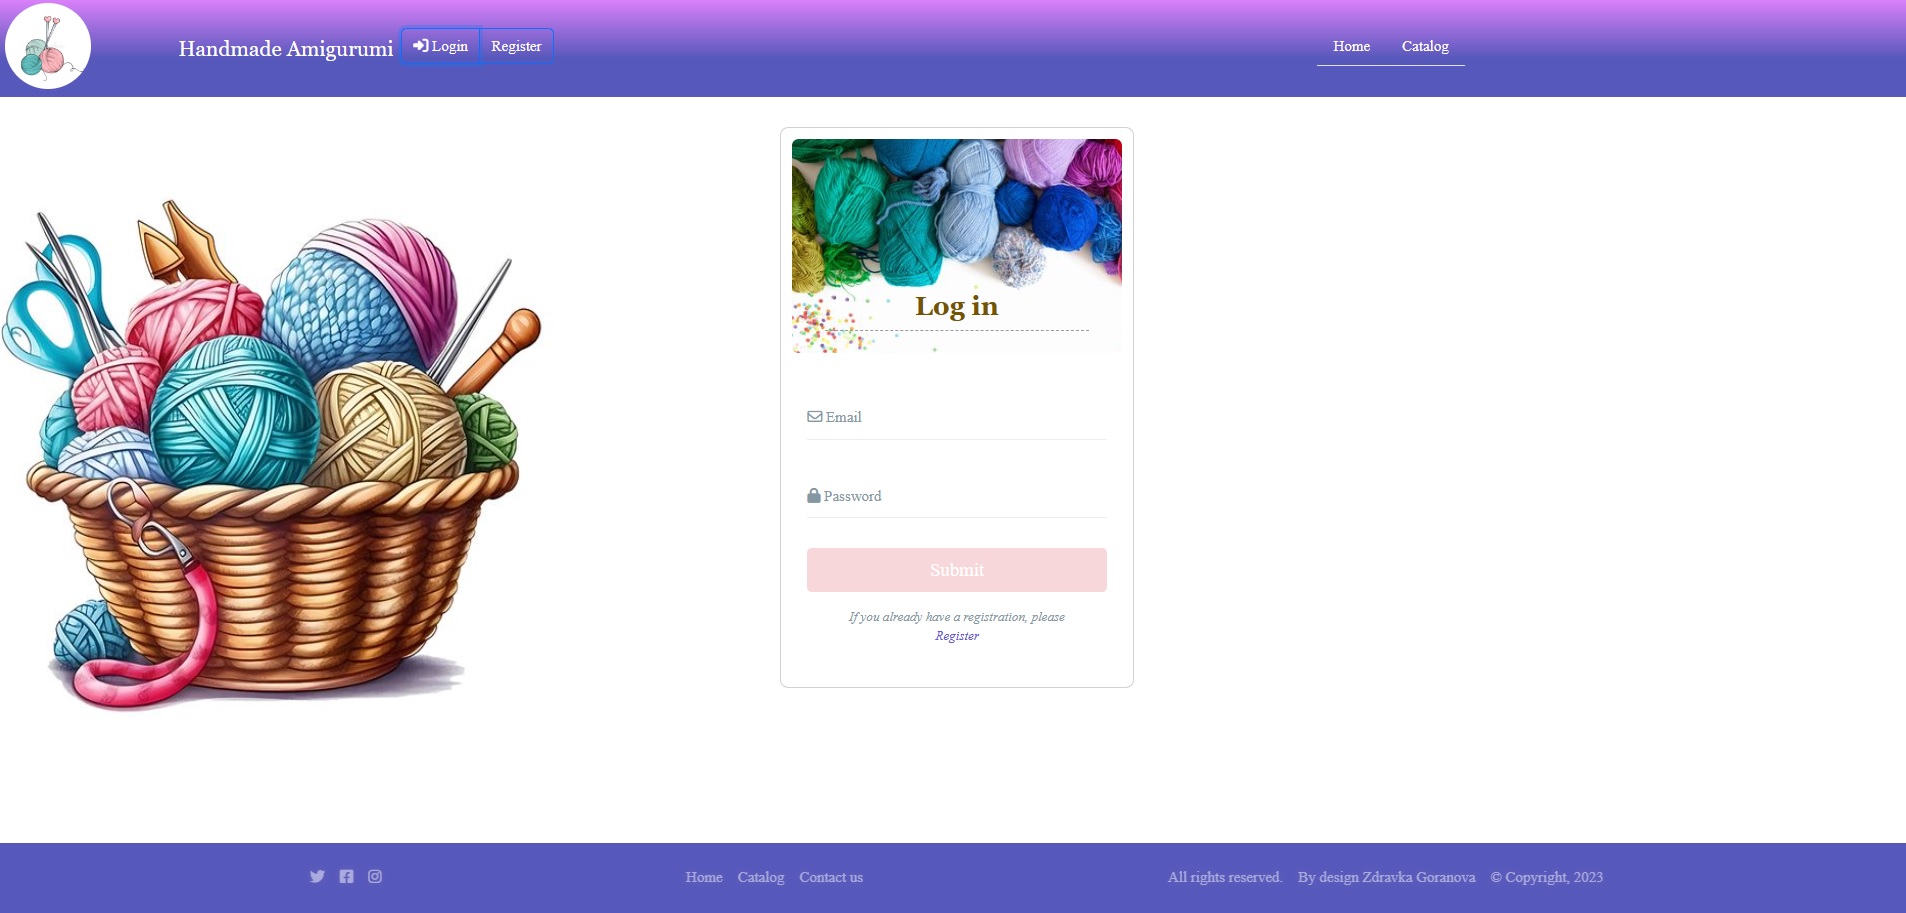 Handmade Amigurumi Login Register Home Catalog
Log in
Email
Password
Submit
If you already have a registration, please
Register
Home Catalog Contact us All rights reserved. By design Zdravka Goranova © Copyright, 2023